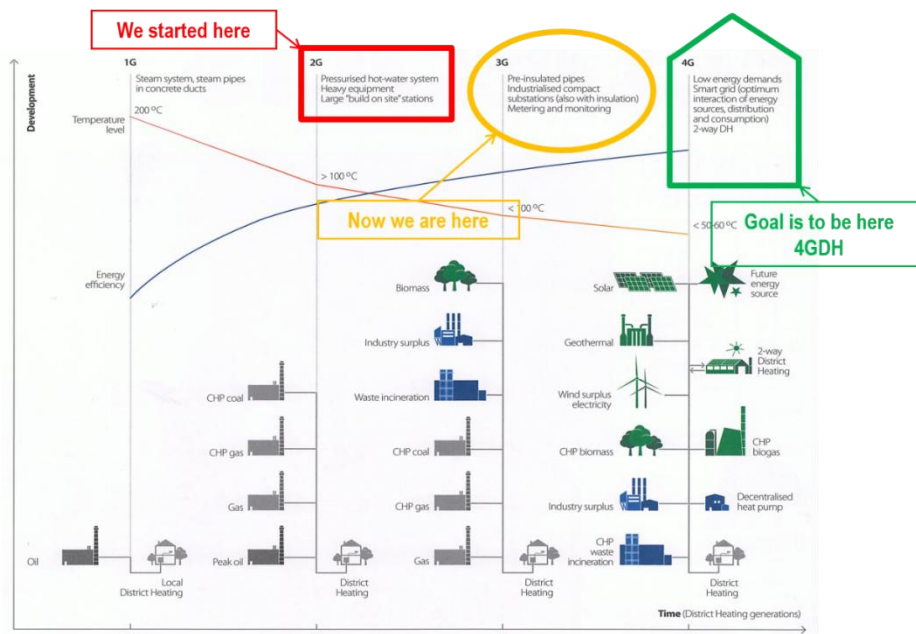 We started here
1G
Steam system, steam pipes
in concrete ducts
2G
Pressurised hot-water system
Heavy equipment
Large "build on site" stations
3G
Pre-insulated pipes
Industrialised compact
substations (also with insulation)
Metering and monitoring
4G
Low energy demands
Smart grid (optimum
interaction of energy
sources, distribution
and consumption)
2-way DH
Development
Temperature
level
200 ºC
> 100 ºC
< 100 ºC
< 50-60 ºC
Now we are here
Goal is to be here
4GDH
Energy
efficiency
Biomass
Solar
Future
energy
source
Industry surplus
Geothermal
2-way
District
Heating
CHP coal
Waste incineration
Wind surplus
electricity
CHP gas
CHP coal
CHP biomass
CHP
biogas
Gas
CHP gas
Industry surplus
Decentralised
heat pump
Oil
Peak oil
Gas
CHP
waste
incineration
Local
District Heating
District
Heating
District
Heating
District
Heating
Time (District Heating generations)